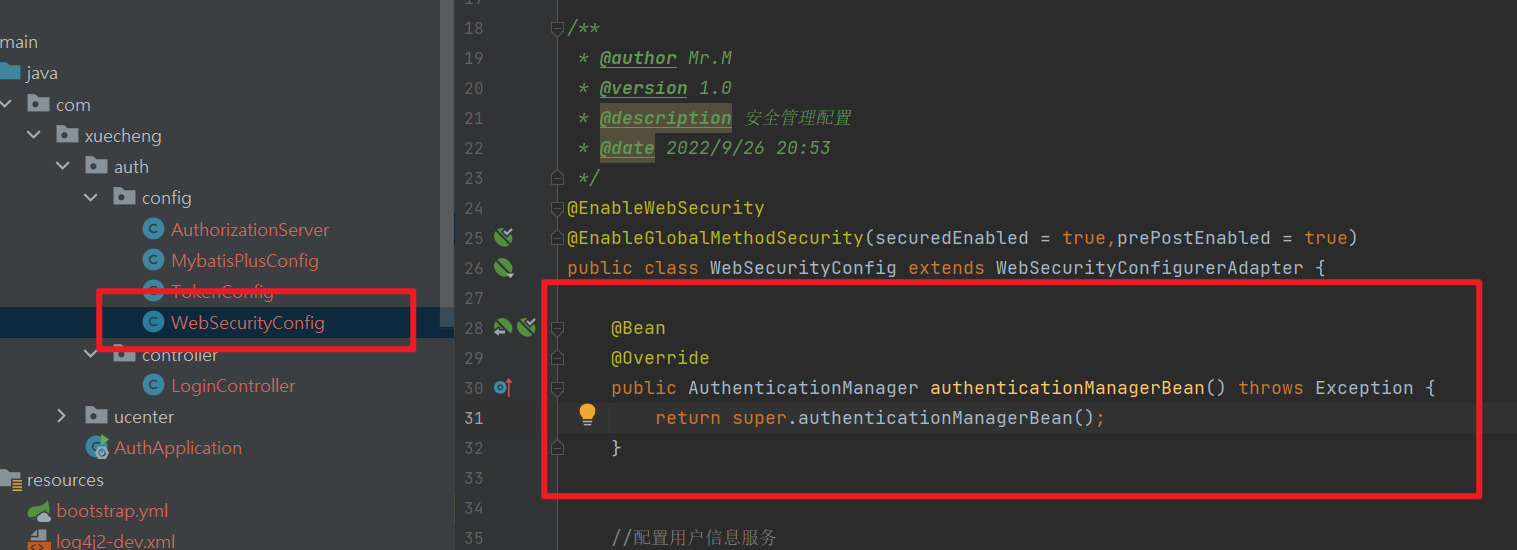 main
java
com
xuecheng
auth
config
AuthorizationServer
MybatisPlusConfig
TokenConfig
WebSecurityConfig
controller
LoginController
ucenter
AuthApplication
resources
bootstrap.yml
log4j2-dev.xml
17
18 /**
19 * @author Mr.M
20 * @version 1.0
21 * @description 安全管理配置
22 * @date 2022/9/26 20:53
23 */
24 @EnableWebSecurity
25 @EnableGlobalMethodSecurity(securedEnabled = true,prePostEnabled = true)
26 public class WebSecurityConfig extends WebSecurityConfigurerAdapter {
27
28 @Bean
29 @Override
30 public AuthenticationManager authenticationManagerBean() throws Exception {
31 return super.authenticationManagerBean();
32 }
33
34
35 //配置用户信息服务